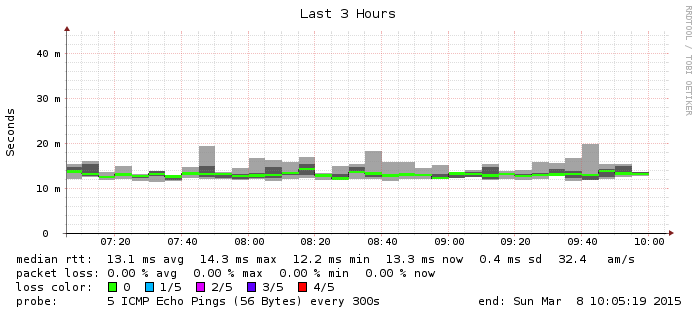 Last 3 Hours
RRDTOOL / TOBI OETIKER
Seconds
40 m
30 m
20 m
10 m
0
07:20 07:40 08:00 08:20 08:40 09:00 09:20 09:40 10:00
median rtt: 13.1 ms avg 14.3 ms max 12.2 ms min 13.3 ms now 0.4 ms sd 32.4 am/s
packet loss: 0.00 % avg 0.00 % max 0.00 % min 0.00 % now
loss color: 0 1/5 2/5 3/5 4/5
probe: 5 ICMP Echo Pings (56 Bytes) every 300s end: Sun Mar 8 10:05:19 2015